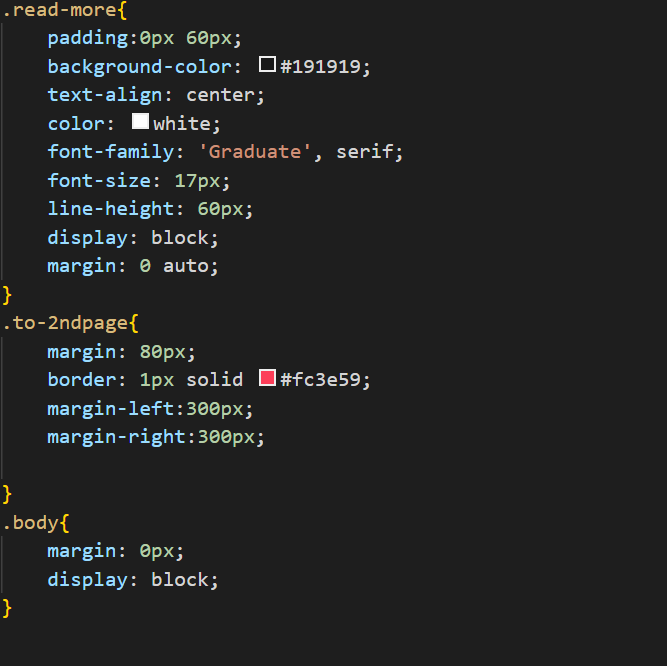 .read-more{
padding:0px 60px;
background-color: #191919;
text-align: center;
color: white;
font-family: 'Graduate', serif;
font-size: 17px;
line-height: 60px;
display: block;
margin: 0 auto;
}
.to-2ndpage{
margin: 80px;
border: 1px solid #fc3e59;
margin-left:300px;
margin-right:300px;
}
.body{
margin: 0px;
display: block;
}